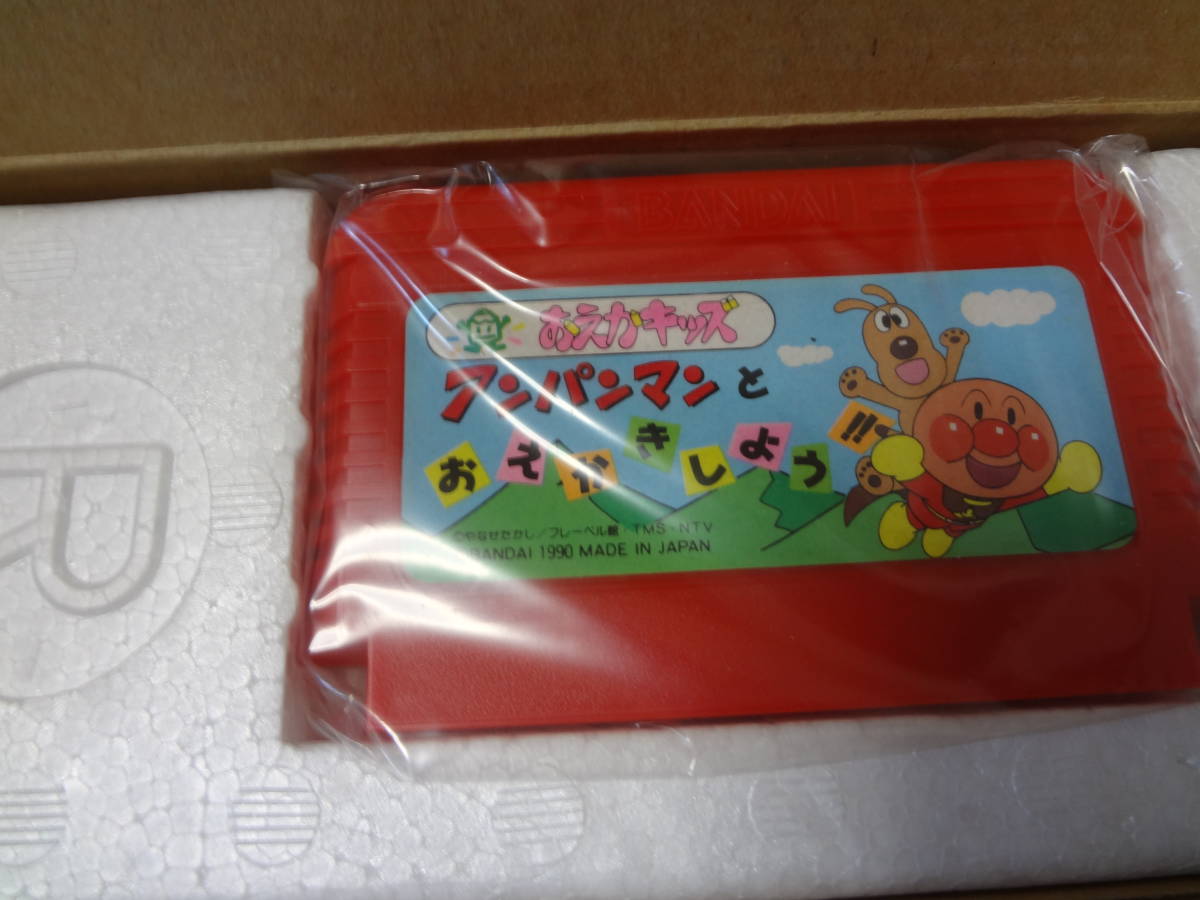 BANDAI
おえかキッズ
アンパンマンと
おえかきしよう!!
©やなせたかし/フレーベル館・TMS・NTV
BANDAI 1990 MADE IN JAPAN
R